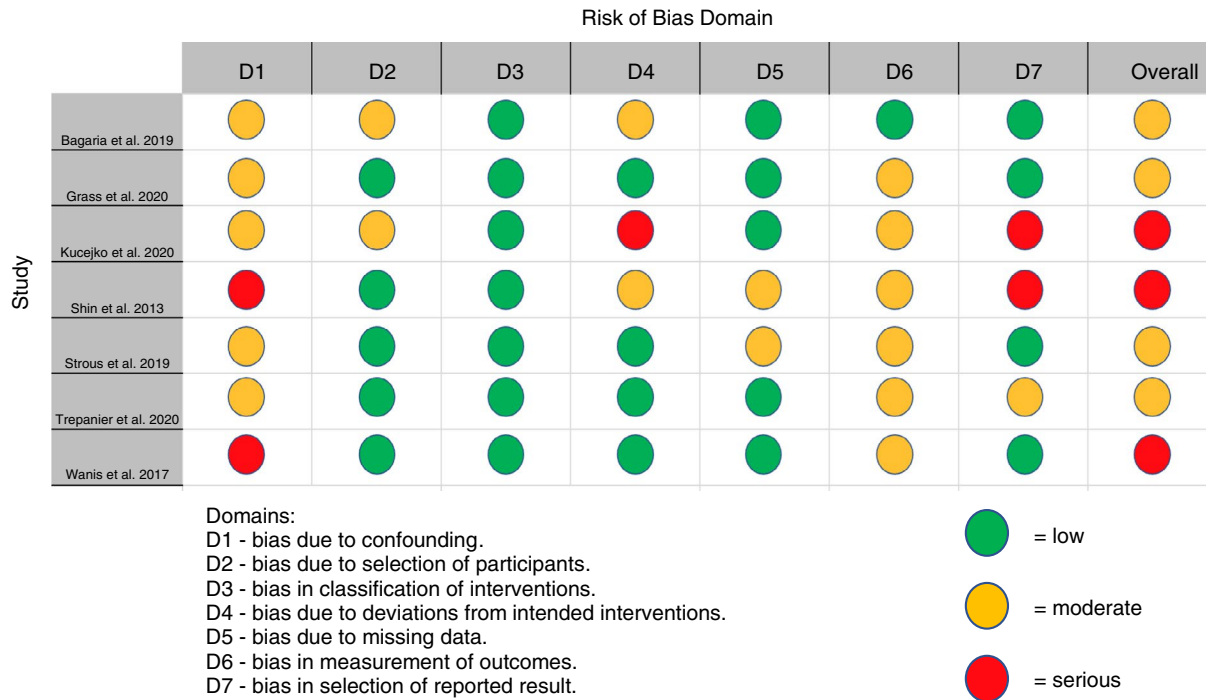 Risk of Bias Domain
D1 D2 D3 D4 D5 D6 D7 Overall
Study
Bagaria et al. 2019
Grass et al. 2020
Kucejko et al. 2020
Shin et al. 2013
Strous et al. 2019
Trepanier et al. 2020
Wanis et al. 2017
Domains:
D1 - bias due to confounding.
D2 - bias due to selection of participants.
D3 - bias in classification of interventions.
D4 - bias due to deviations from intended interventions.
D5 - bias due to missing data.
D6 - bias in measurement of outcomes.
D7 - bias in selection of reported result.
= low
= moderate
= serious